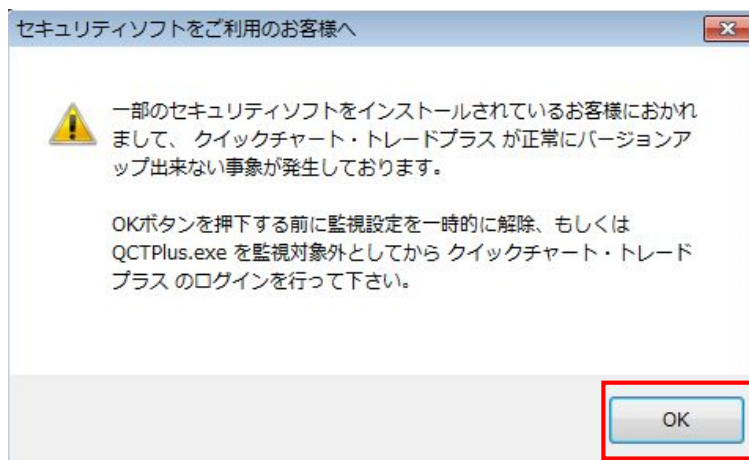 セキュリティソフトをご利用のお客様へ
一部のセキュリティソフトをインストールされているお客様におかれ
まして、 クイックチャート・トレードプラス が正常にバージョンア
ップ出来ない事象が発生しております。
OKボタンを押下する前に監視設定を一時的に解除、もしくは
QCTPlus.exe を監視対象外としてから クイックチャート・トレード
プラス のログインを行って下さい。
OK